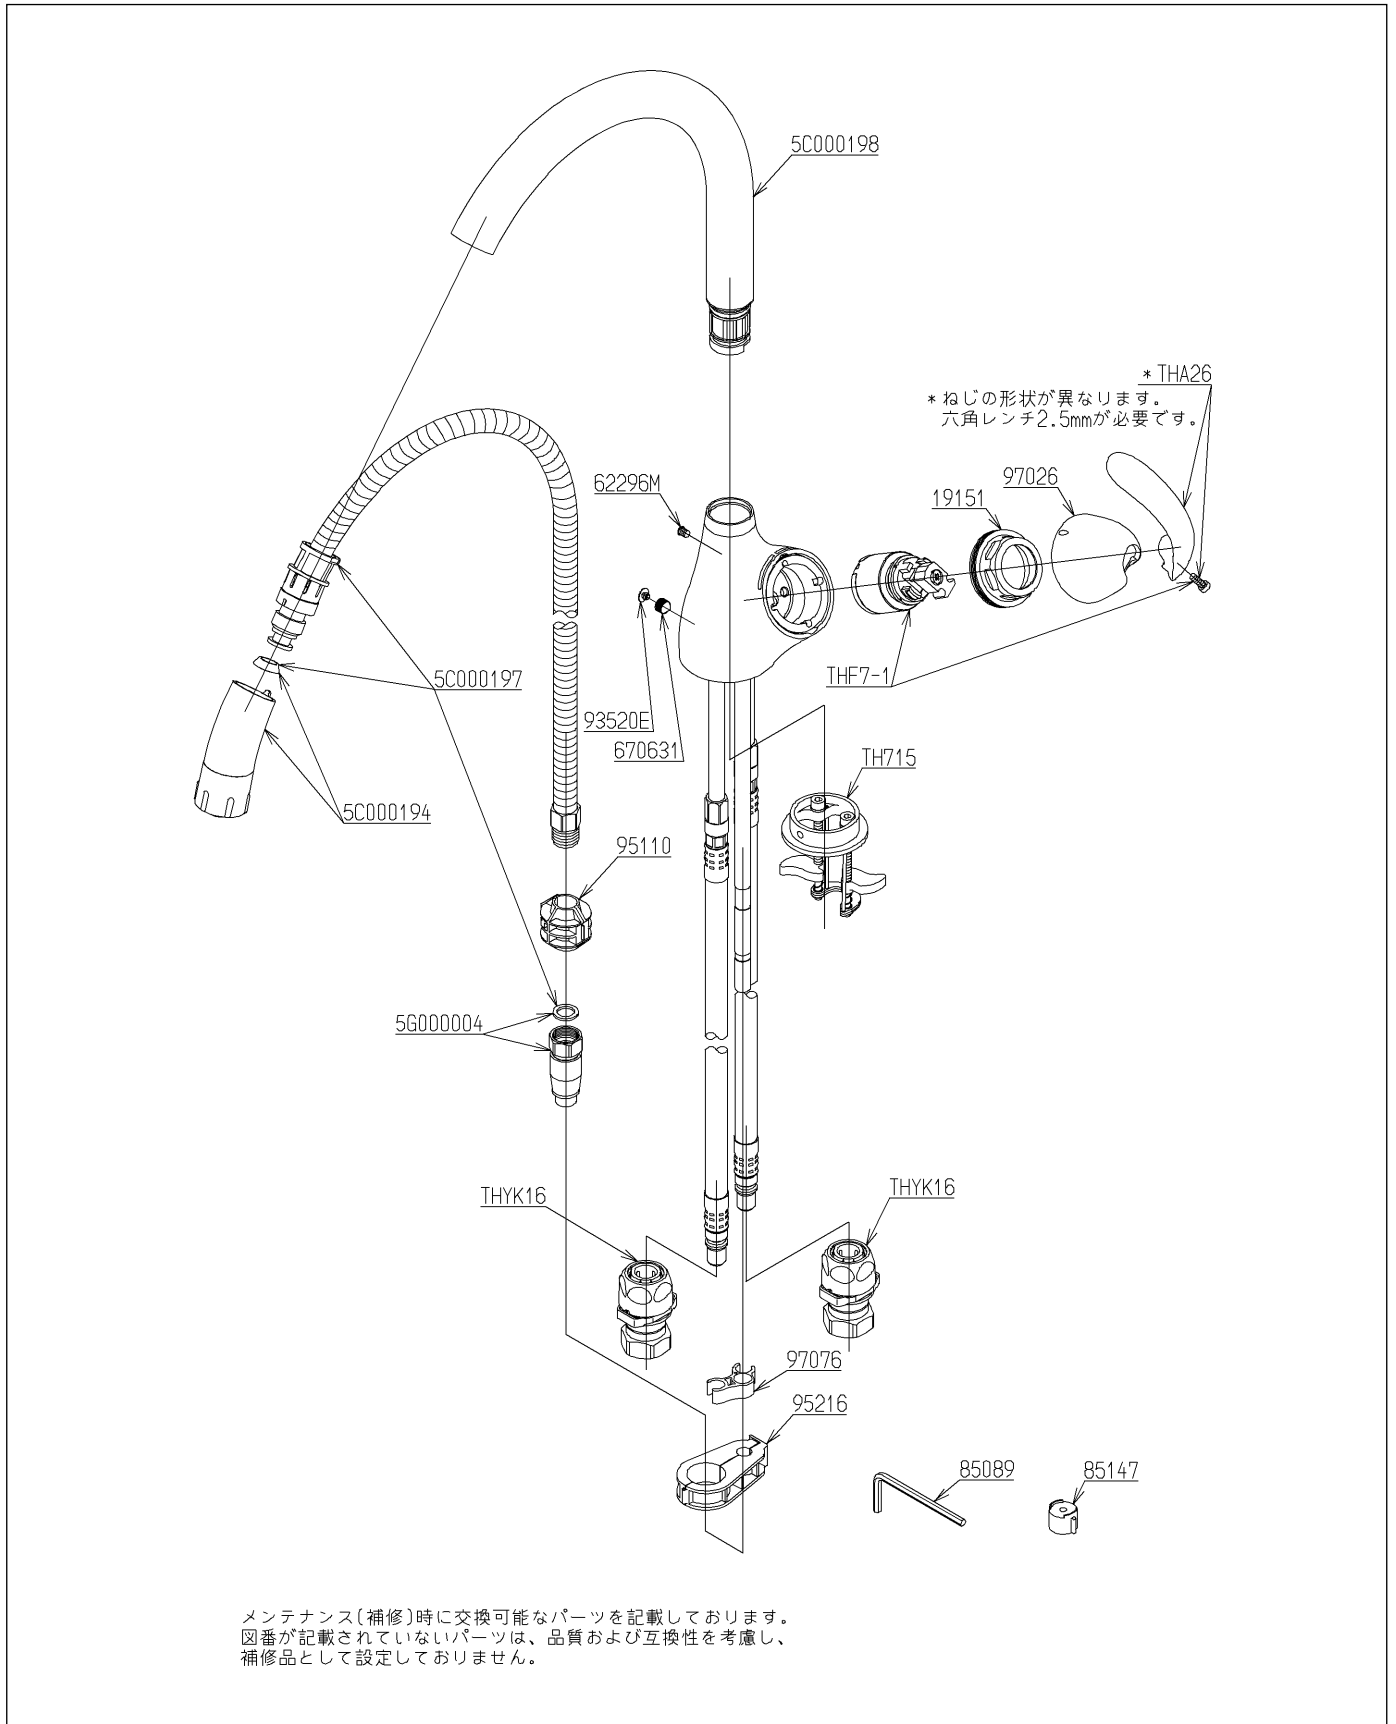 5C000198
*THA26
*ねじの形状が異なります。
六角レンチ2.5mmが必要です。
62296M
97026
19151
THF7-1
5C000197
93520E
670631
TH715
5C000194
95110
5G000004
THYK16
THYK16
97076
95216
85089
85147
メンテナンス(補修)時に交換可能なパーツを記載しております。
図番が記載されていないパーツは、品質および互換性を考慮し、
補修品として設定しておりません。